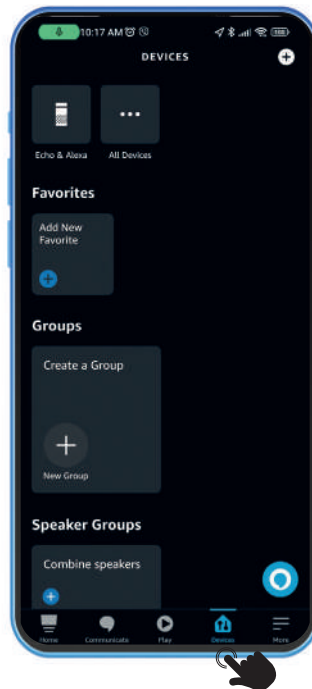 10:17 AM
DEVICES
Echo & Alexa
All Devices
Favorites
Add New
Favorite
Groups
Create a Group
New Group
Speaker Groups
Combine speakers
Home
Communicate
Play
Devices
More